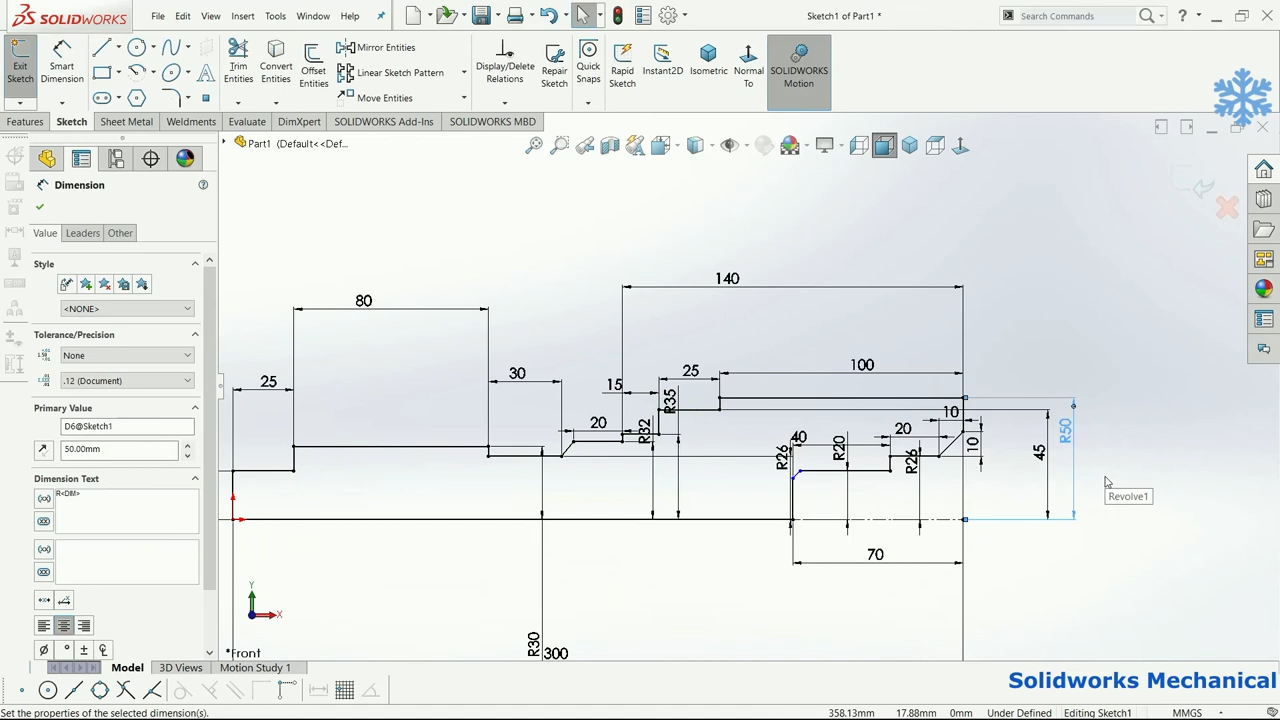 SOLIDWORKS
File Edit View Insert Tools Window Help
Sketch1 of Part1 *
Search Commands
Exit Sketch
Smart Dimension
Trim Entities
Convert Entities
Offset Entities
Mirror Entities
Linear Sketch Pattern
Move Entities
Display/Delete Relations
Repair Sketch
Quick Snaps
Rapid Sketch
Instant2D
Isometric
Normal To
SOLIDWORKS Motion
Features Sketch Sheet Metal Weldments Evaluate DimXpert SOLIDWORKS Add-Ins SOLIDWORKS MBD
Part1 (Default<<Def...
Dimension
Value Leaders Other
Style
<NONE>
Tolerance/Precision
None
.12 (Document)
Primary Value
D6@Sketch1
50.00mm
Dimension Text
R<DIM>
140
80
100
25
30
15
25
20
R32
R35
40
R26
R20
20
R26
10
10
45
R50
70
R30
300
Revolve1
Y
X
*Front
Model 3D Views Motion Study 1
Solidworks Mechanical
Set the properties of the selected dimension(s).
358.13mm 17.88mm 0mm Under Defined Editing Sketch1 MMGS